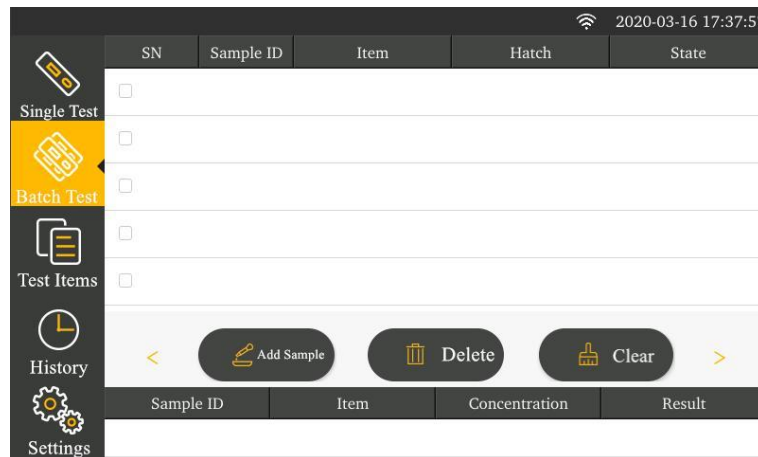 2020-03-16 17:37:5
SN Sample ID Item Hatch State
Single Test
Batch Test
Test Items
History
Settings
< Add Sample Delete Clear >
Sample ID Item Concentration Result